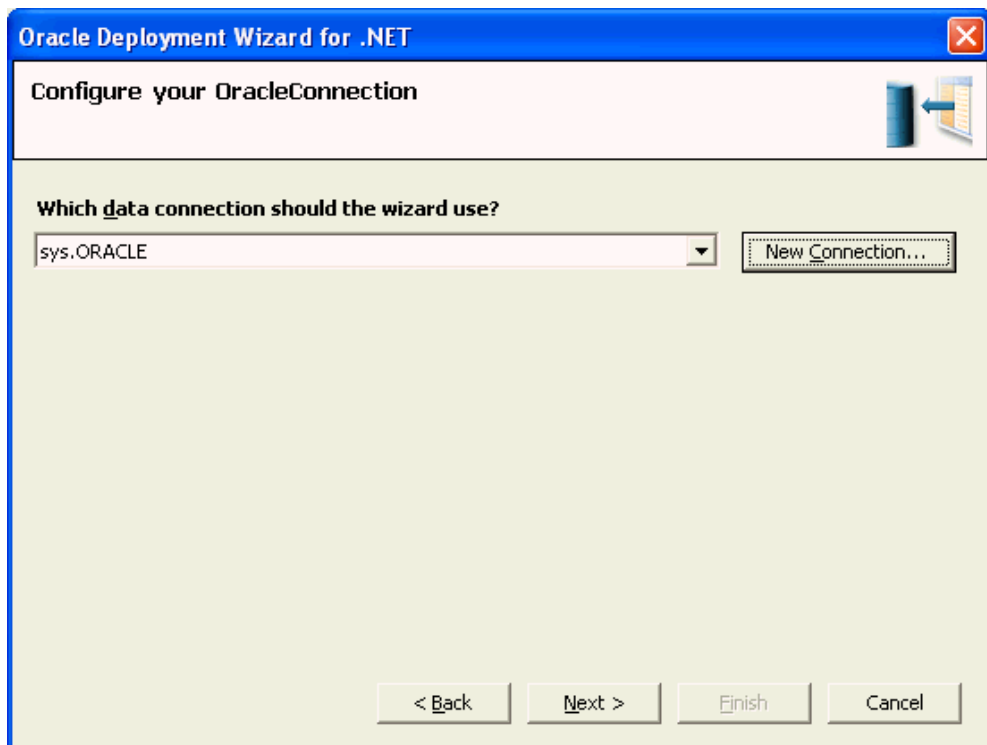 Oracle Deployment Wizard for .NET
Configure your OracleConnection
Which data connection should the wizard use?
sys.ORACLE
New Connection...
< Back Next > Finish Cancel